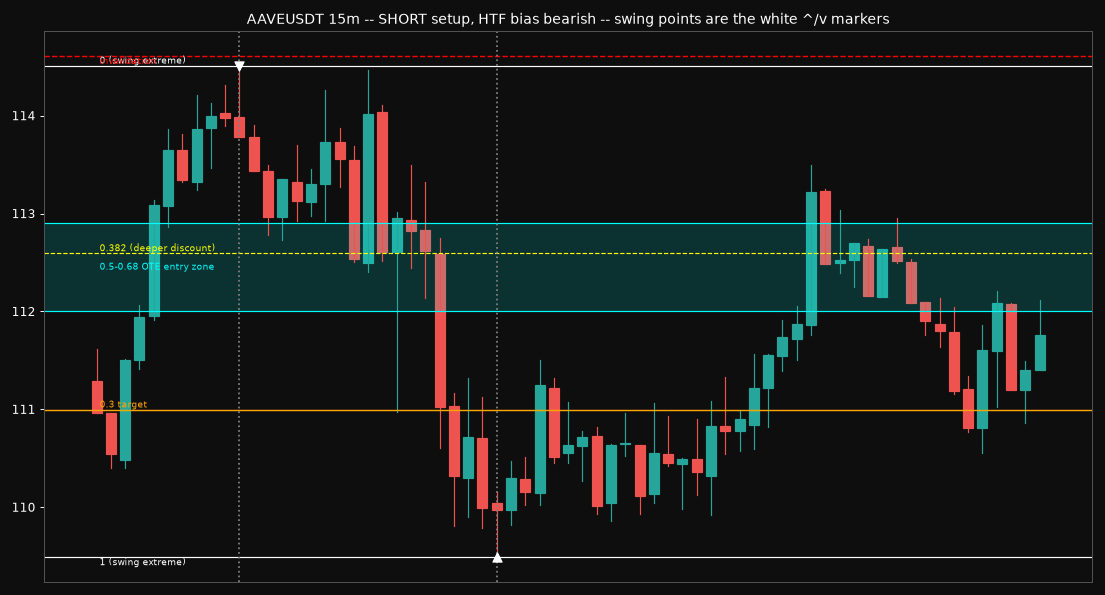 AAVEUSDT 15m -- SHORT setup, HTF bias bearish -- swing points are the white ^/v markers
0 (swing extreme)
114
113
0.382 (deeper discount)
0.5-0.68 OTE entry zone
112
0.3 target
111
110
1 (swing extreme)